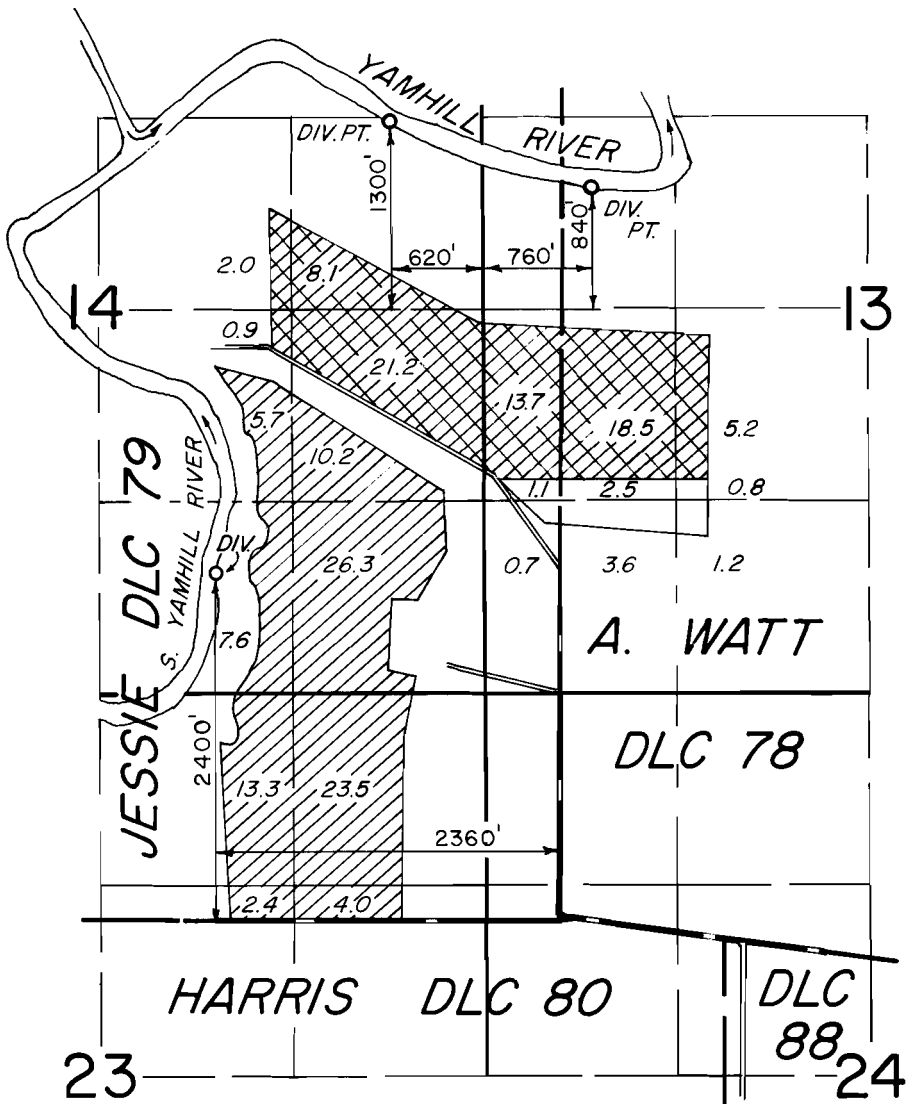 YAMHILL
RIVER
DIV. PT.
1300'
840'
DIV.
PT.
620'
760'
2.0
8.1
14
13
0.9
21.2
13.7
18.5
5.2
5.7
10.2
1.1
2.5
0.8
JESSIE DLC 79
S. YAMHILL RIVER
DIV.
26.3
0.7
3.6
1.2
7.6
A. WATT
2400'
DLC 78
13.3
23.5
2360'
2.4
4.0
HARRIS DLC 80
DLC
88
23
24